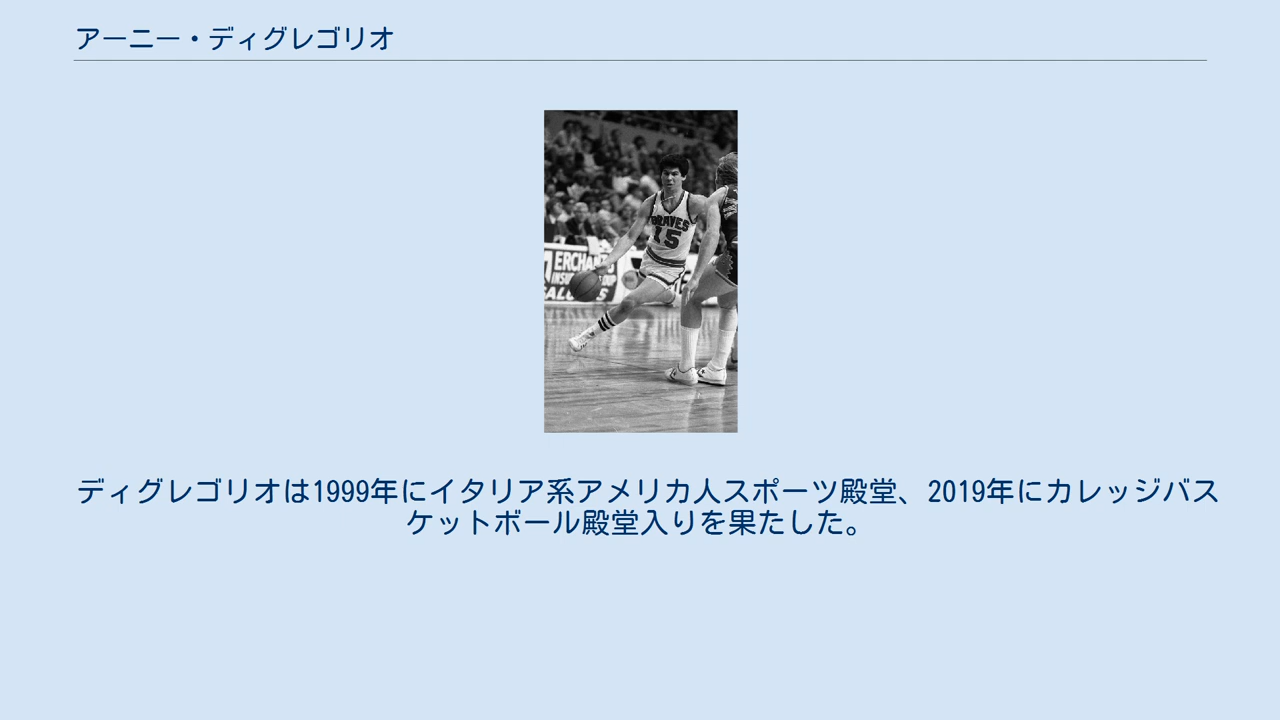 アーニー・ディグレゴリオ
BRAVES
15
ERCHANTS
ディグレゴリオは1999年にイタリア系アメリカ人スポーツ殿堂、2019年にカレッジバス
ケットボール殿堂入りを果たした。